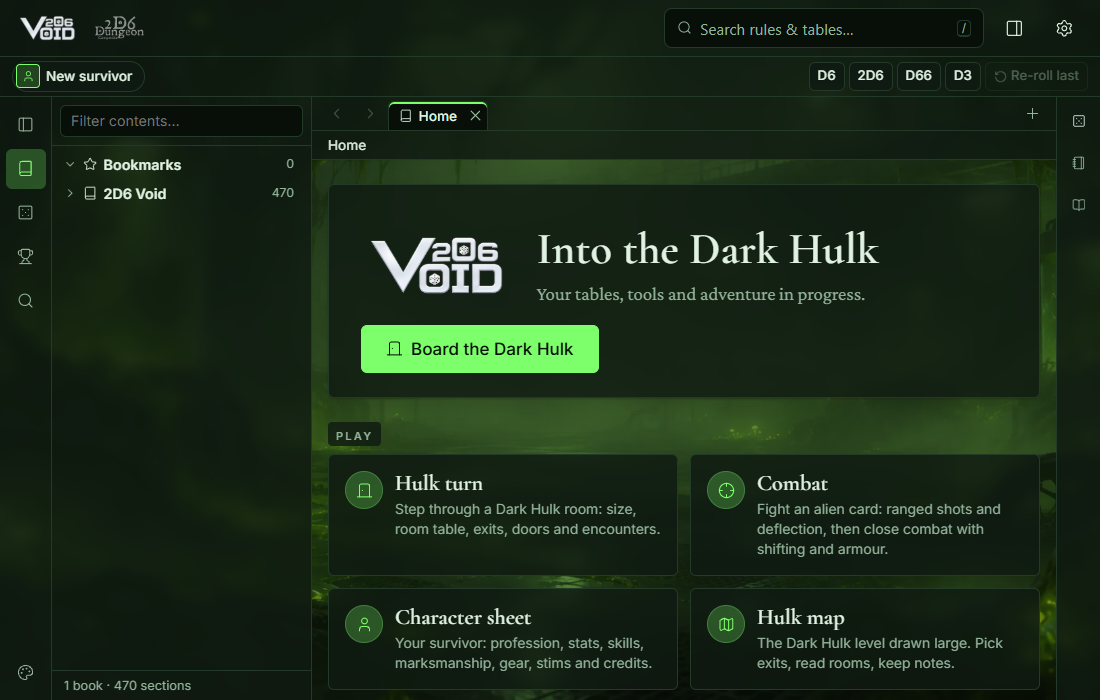 V2D6 VOID
2D6 Dungeon
Search rules & tables...
/
New survivor
D6
2D6
D66
D3
Re-roll last
Filter contents...
Home
Bookmarks
0
2D6 Void
470
Home
V2D6 VOID
Into the Dark Hulk
Your tables, tools and adventure in progress.
Board the Dark Hulk
PLAY
Hulk turn
Step through a Dark Hulk room: size,
room table, exits, doors and encounters.
Combat
Fight an alien card: ranged shots and
deflection, then close combat with
shifting and armour.
Character sheet
Your survivor: profession, stats, skills,
marksmanship, gear, stims and credits.
Hulk map
The Dark Hulk level drawn large. Pick
exits, read rooms, keep notes.
1 book · 470 sections